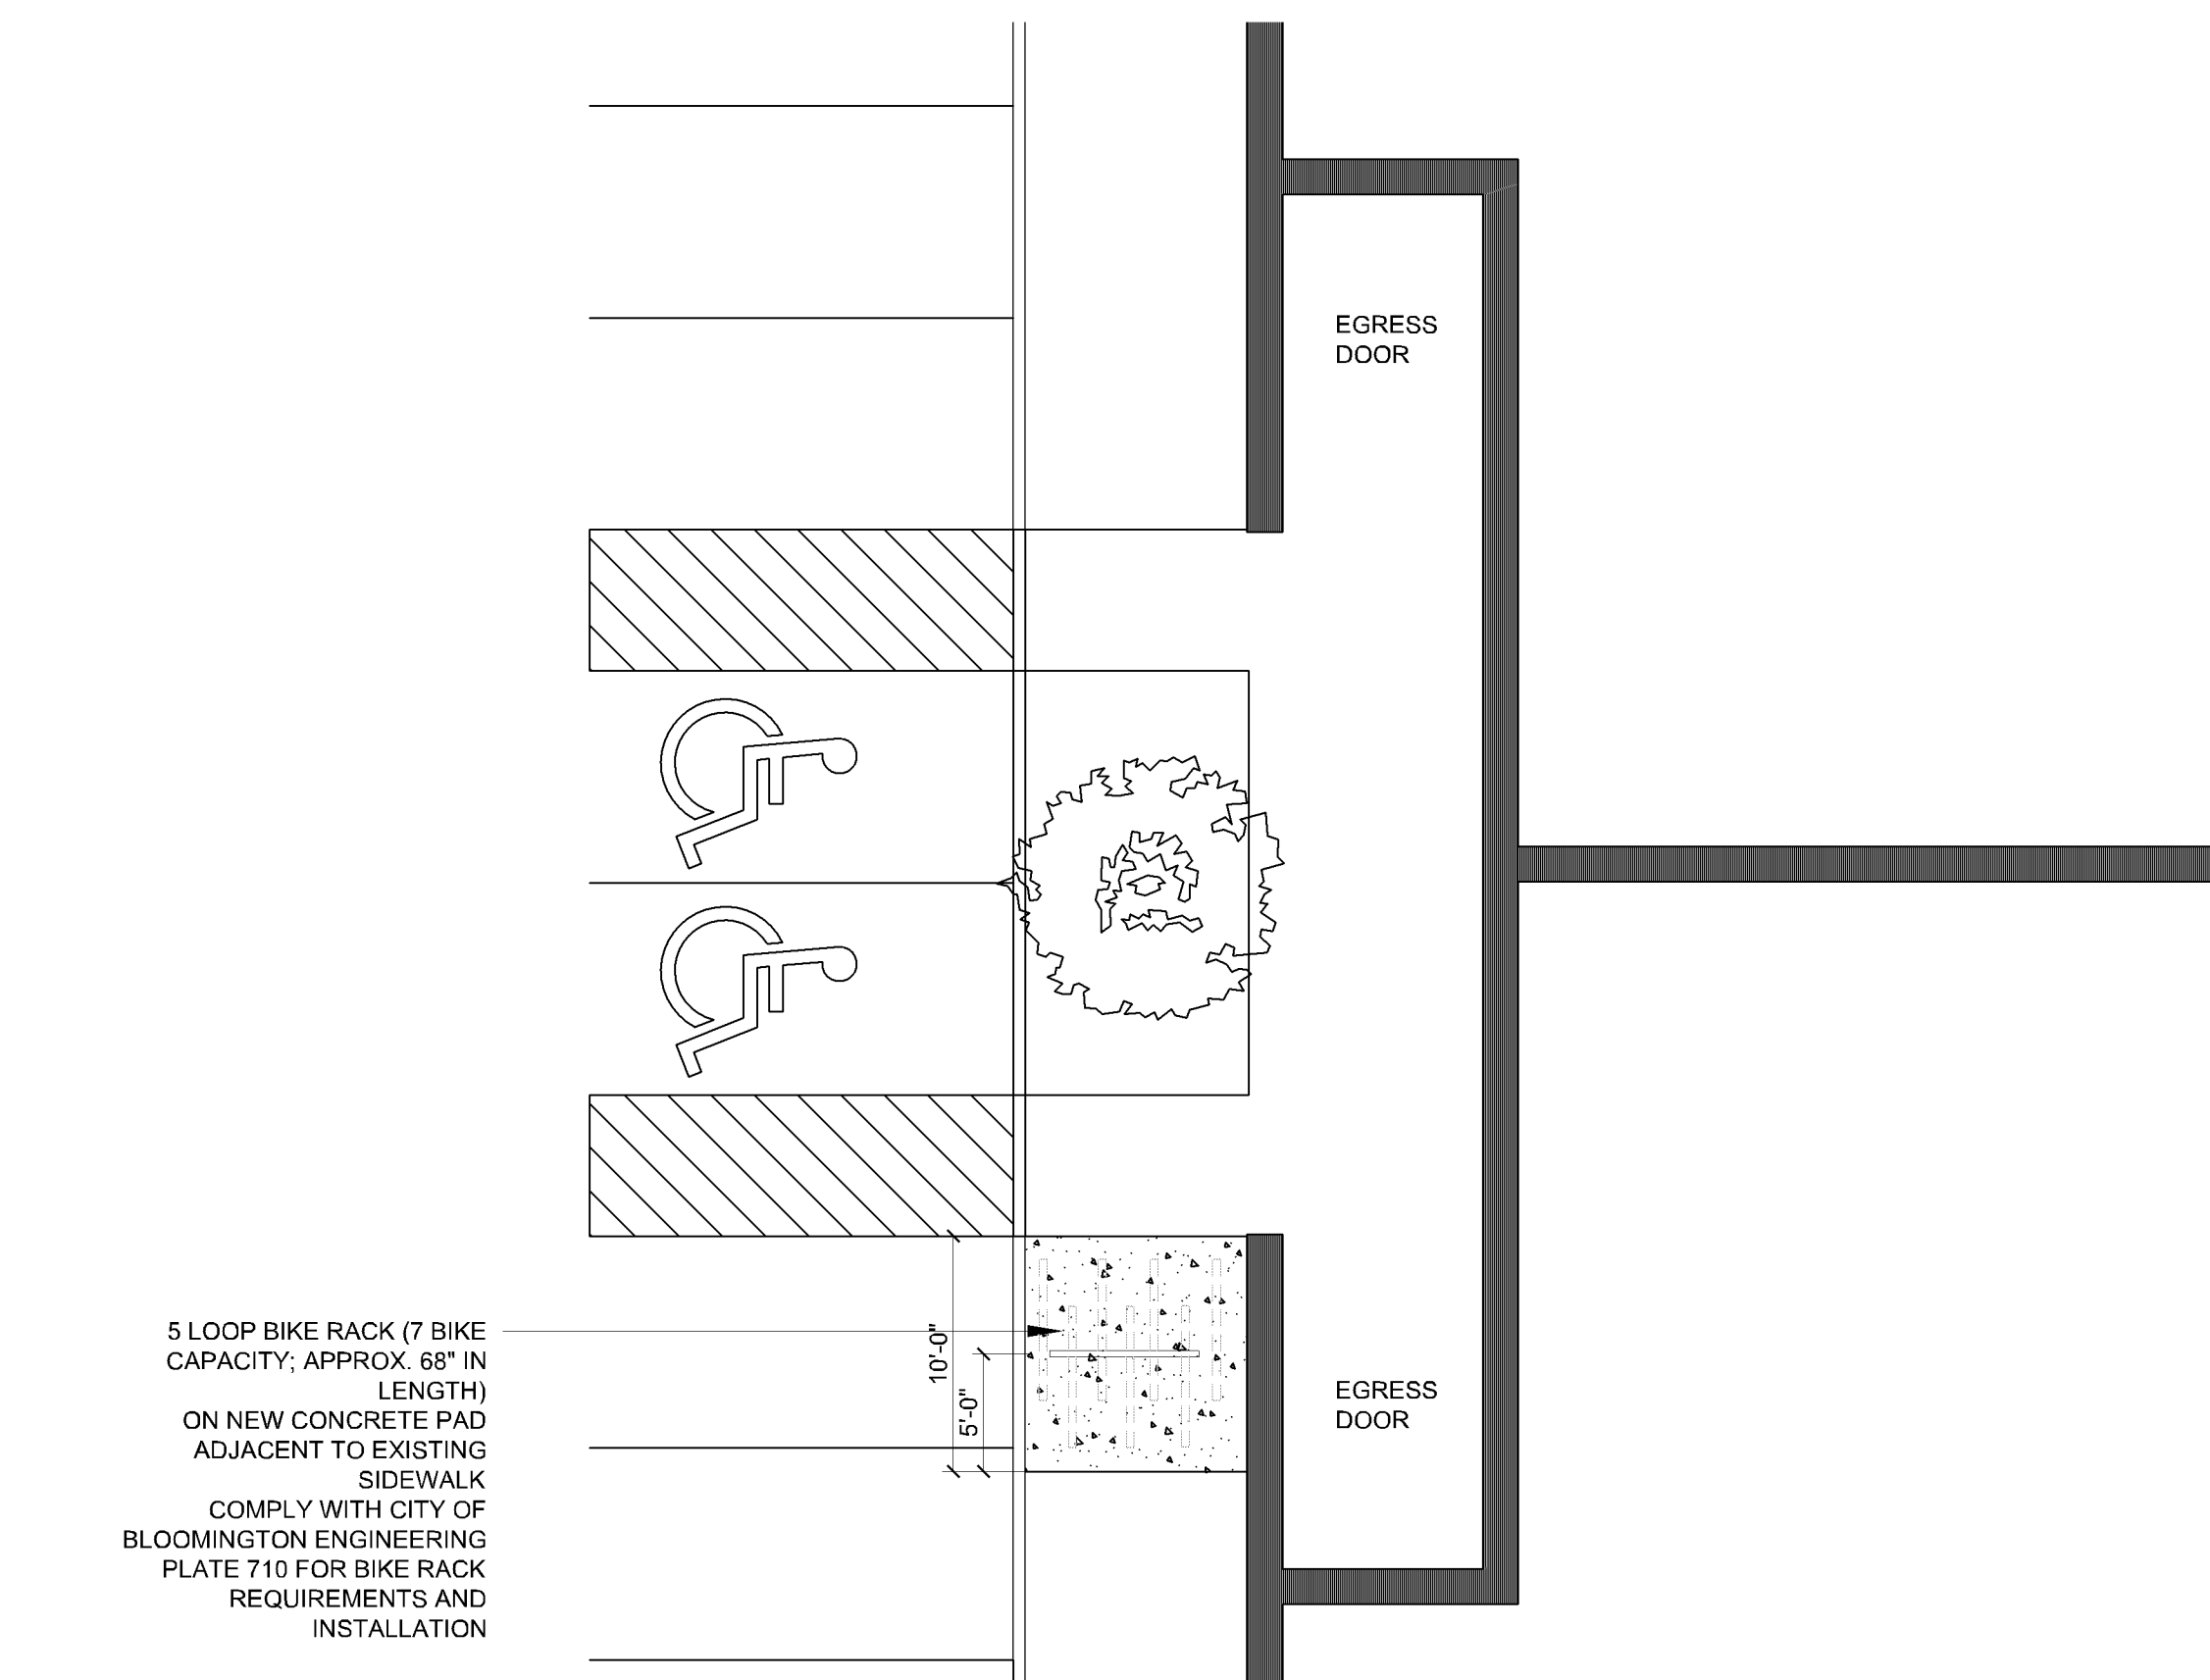 EGRESS
DOOR
10'-0"
5'-0"
5 LOOP BIKE RACK (7 BIKE
CAPACITY; APPROX. 68" IN
LENGTH)
ON NEW CONCRETE PAD
ADJACENT TO EXISTING
SIDEWALK
COMPLY WITH CITY OF
BLOOMINGTON ENGINEERING
PLATE 710 FOR BIKE RACK
REQUIREMENTS AND
INSTALLATION
EGRESS
DOOR